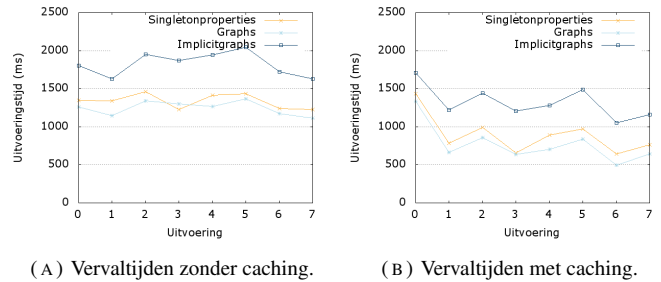 2500
2000
1500
1000
500
0
Uitvoeringstijd (ms)
Singletonproperties
Graphs
Implicitgraphs
0 1 2 3 4 5 6 7
Uitvoering
(A) Vervaltijden zonder caching.
2500
2000
1500
1000
500
0
Uitvoeringstijd (ms)
Singletonproperties
Graphs
Implicitgraphs
0 1 2 3 4 5 6 7
Uitvoering
(B) Vervaltijden met caching.